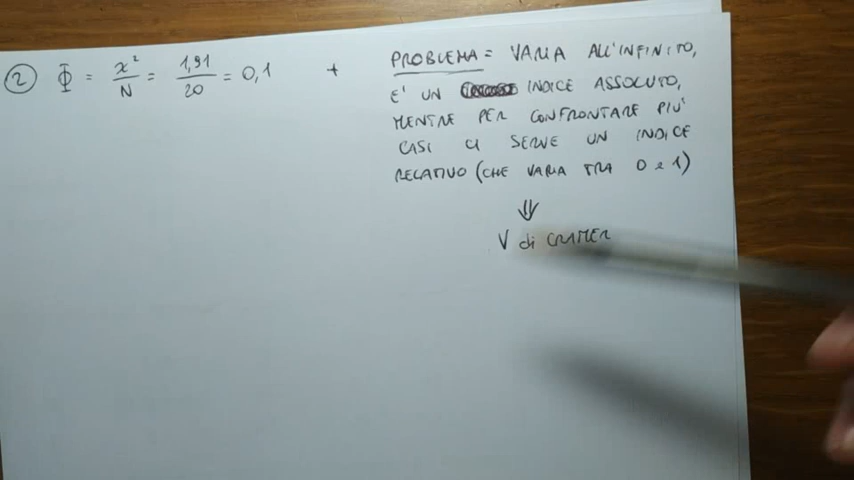 ② Φ = x²/N = 1,91/20 = 0,1 +
PROBLEMA = VARIA ALL'INFINITO,
E' UN INDICE ASSOLUTO,
MENTRE PER CONFRONTARE PIU'
CASI CI SERVE UN INDICE
RELATIVO (CHE VARIA TRA 0 e 1)
⇓
V di CRAMER